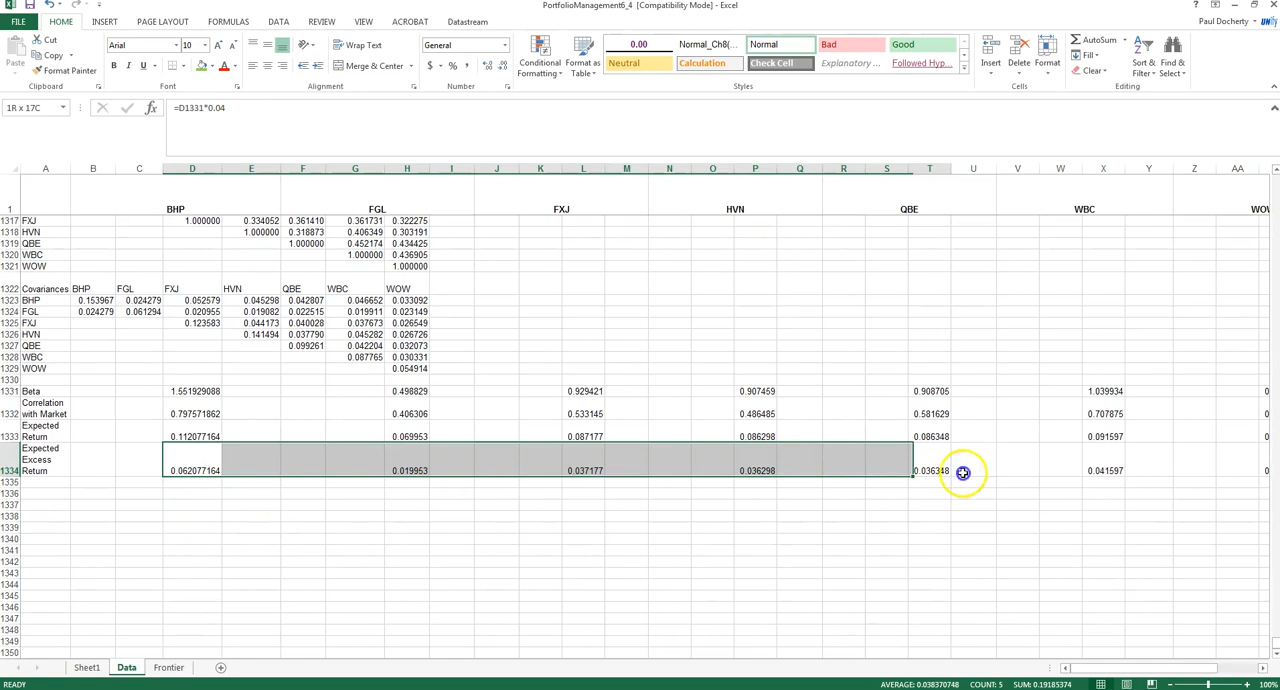 PortfolioManagement6_4 [Compatibility Mode] - Excel
FILE HOME INSERT PAGE LAYOUT FORMULAS DATA REVIEW VIEW ACROBAT Datastream Paul Docherty
Paste Cut Copy Format Painter Clipboard
Arial 10 Font
Wrap Text Merge & Center Alignment
General Number
Conditional Formatting Format as Table
0.00 Normal_Ch8(... Normal Bad Good
Neutral Calculation Check Cell Explanatory ... Followed Hyp...
Styles
Insert Delete Format Cells
AutoSum Fill Clear Sort & Filter Find & Select Editing
1R x 17C fx =D1331*0.04
A B C D E F G H I J K L M N O P Q R S T U V W X Y Z AA
1 BHP FGL FXJ HVN QBE WBC WOW
1317 FXJ 1.000000 0.334052 0.361410 0.361731 0.322275
1318 HVN 1.000000 0.318873 0.406349 0.303191
1319 QBE 1.000000 0.452174 0.434425
1320 WBC 1.000000 0.436905
1321 WOW 1.000000
1322 Covariances BHP FGL FXJ HVN QBE WBC WOW
1323 BHP 0.153967 0.024279 0.052579 0.045298 0.042807 0.046652 0.033092
1324 FGL 0.024279 0.061294 0.020955 0.019082 0.022515 0.019911 0.023149
1325 FXJ 0.123583 0.044173 0.040028 0.037673 0.026549
1326 HVN 0.141494 0.037790 0.045282 0.026726
1327 QBE 0.099261 0.042204 0.032073
1328 WBC 0.087765 0.030331
1329 WOW 0.054914
1330
1331 Beta 1.551929088 0.498829 0.929421 0.907459 0.908705 1.039934 0
Correlation
1332 with Market 0.797571862 0.406306 0.533145 0.486485 0.581629 0.707875 0
Expected
1333 Return 0.112077164 0.069953 0.087177 0.086298 0.086348 0.091597 0
Expected
Excess
1334 Return 0.062077164 0.019953 0.037177 0.036298 0.036348 0.041597 0
1335
1336
1337
1338
1339
1340
1341
1342
1343
1344
1345
1346
1347
1348
1349
1350
Sheet1 Data Frontier
READY AVERAGE: 0.038370748 COUNT: 5 SUM: 0.19185374 100%